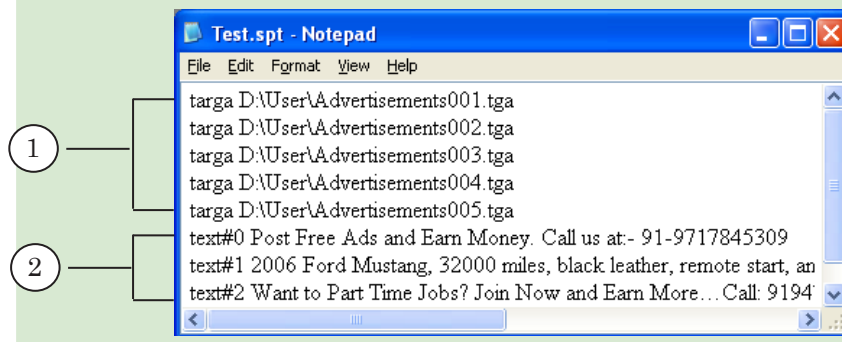 Test.spt - Notepad
File Edit Format View Help
targa D:\User\Advertisements001.tga
targa D:\User\Advertisements002.tga
targa D:\User\Advertisements003.tga
targa D:\User\Advertisements004.tga
targa D:\User\Advertisements005.tga
text#0 Post Free Ads and Earn Money. Call us at:- 91-9717845309
text#1 2006 Ford Mustang, 32000 miles, black leather, remote start, an
text#2 Want to Part Time Jobs? Join Now and Earn More... Call: 9194
1
2